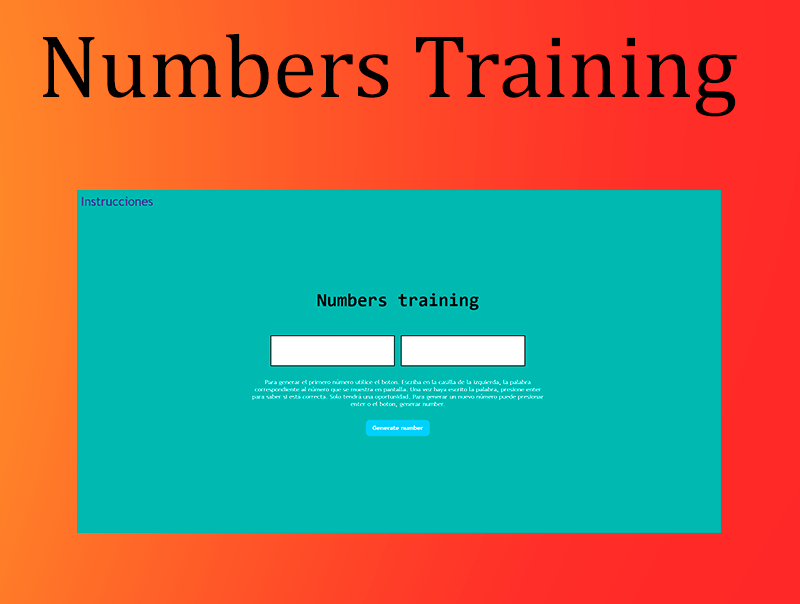 Numbers Training
Instrucciones
Numbers training
Para generar el primero número utilice el boton. Escriba en la casilla de la izquierda, la palabra
correspondiente al número que se muestra en pantalla. Una vez haya escrito la palabra, presione enter
para saber si está correcta. Solo tendrá una oportunidad. Para generar un nuevo número puede presionar
enter o el boton, generar number.
Generate number